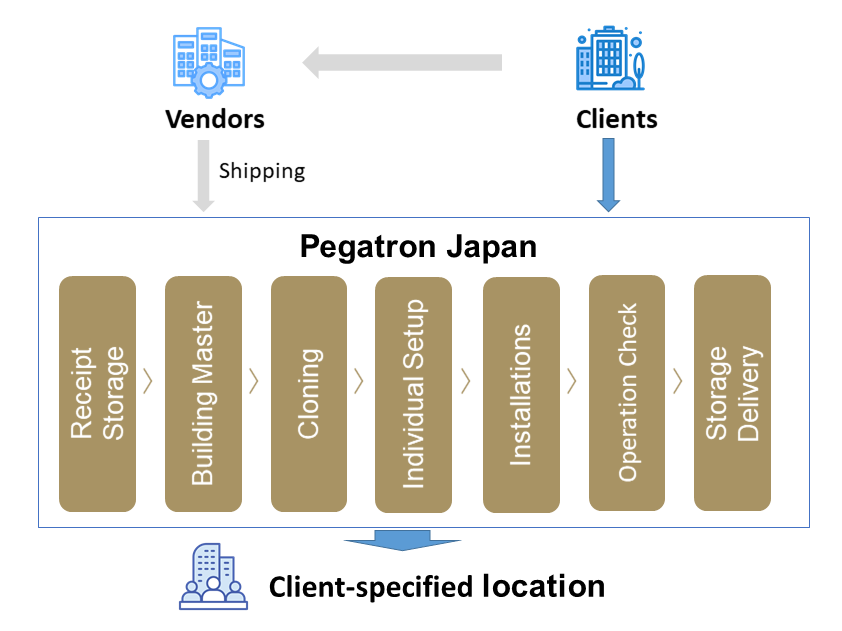 Vendors
Clients
Shipping
Pegatron Japan
Receipt
Storage
Building Master
Cloning
Individual Setup
Installations
Operation Check
Storage
Delivery
Client-specified location